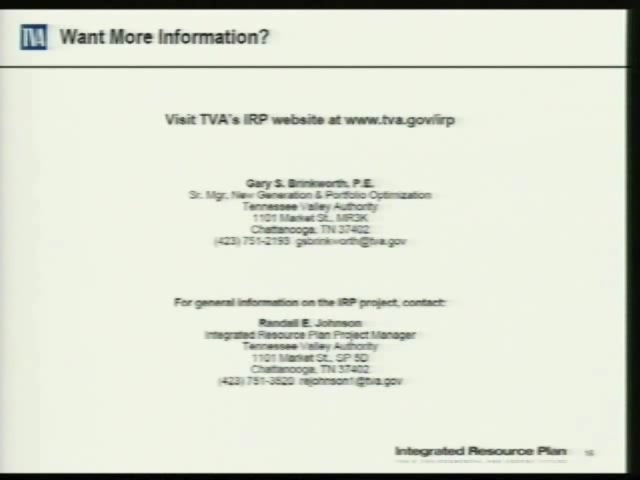 TVA Want More Information?
Visit TVA's IRP website at www.tva.gov/irp
Gary S. Brinkworth, P.E.
Sr. Mgr, New Generation & Portfolio Optimization
Tennessee Valley Authority
1101 Market St., MR3K
Chattanooga, TN 37402
(423) 751-2193 gsbrinkworth@tva.gov
For general information on the IRP project, contact:
Randall E. Johnson
Integrated Resource Plan Project Manager
Tennessee Valley Authority
1101 Market St., SP 5D
Chattanooga, TN 37402
(423) 751-3520 rejohnson1@tva.gov
Integrated Resource Plan